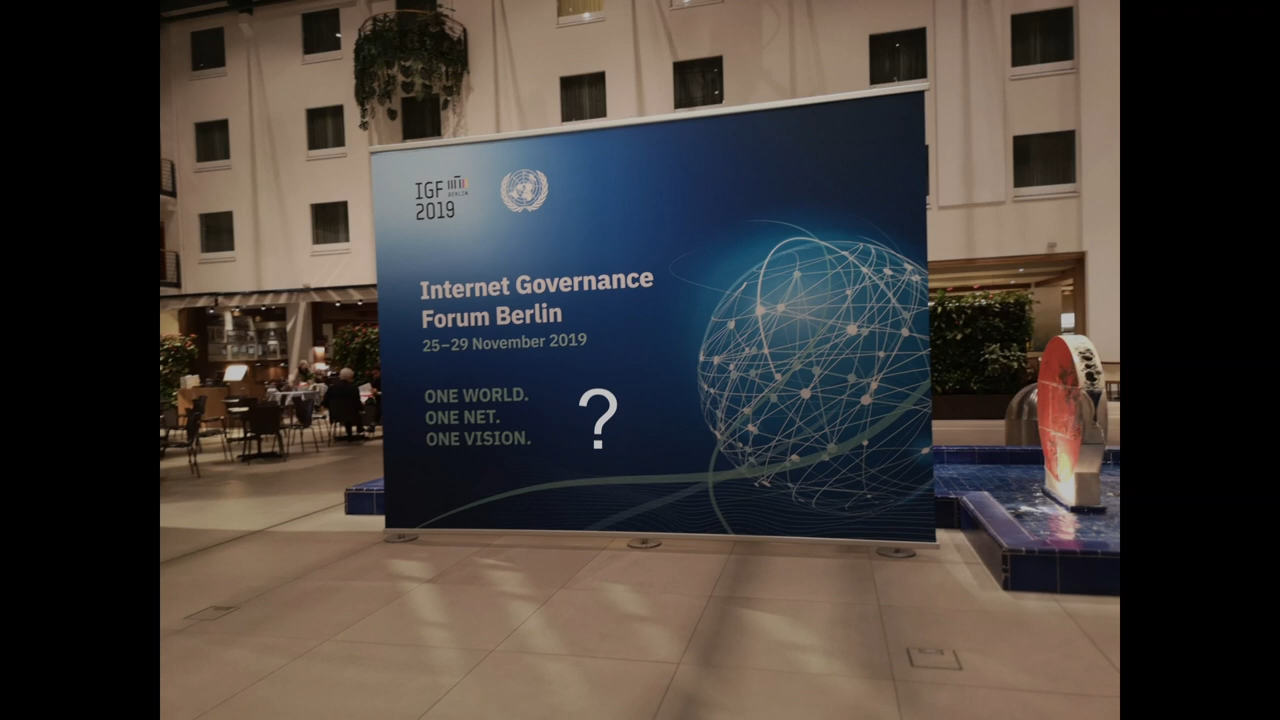 IGF
BERLIN
2019
Internet Governance
Forum Berlin
25–29 November 2019
ONE WORLD.
ONE NET.
ONE VISION.
?